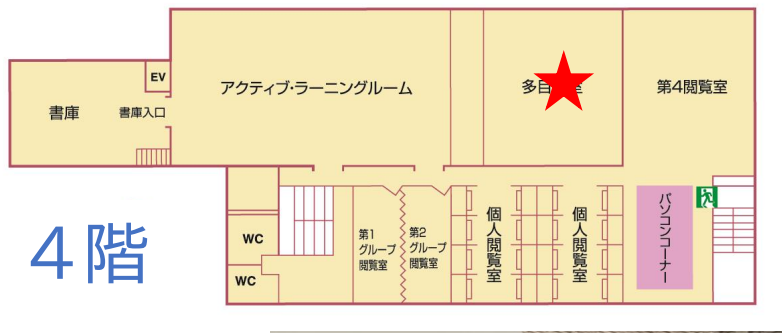 EV
書庫
書庫入口
アクティブ・ラーニングルーム
多目 室
第4閲覧室
4階
WC
WC
第1
グループ
閲覧室
第2
グループ
閲覧室
個人閲覧室
個人閲覧室
パソコンコーナー